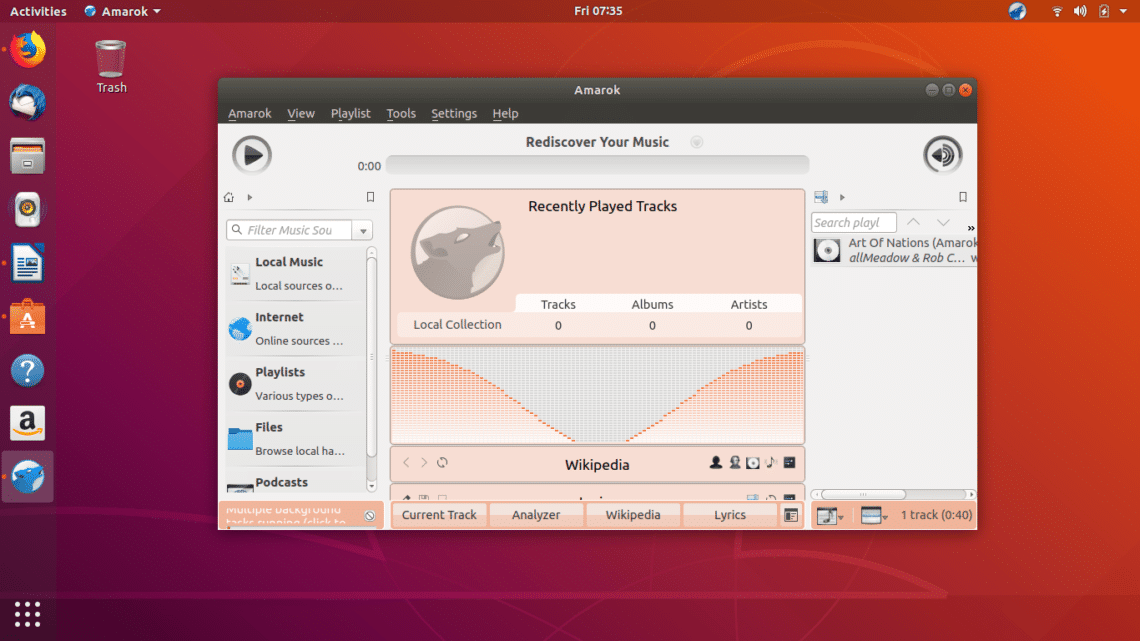 Activities
Amarok
Fri 07:35
Trash
Amarok
Amarok View Playlist Tools Settings Help
Rediscover Your Music
0:00
Filter Music Sou
Local Music
Local sources o...
Internet
Online sources ...
Playlists
Various types o...
Files
Browse local ha...
Podcasts
Multiple background
tasks running (click to
Recently Played Tracks
Tracks Albums Artists
Local Collection 0 0 0
Wikipedia
Current Track Analyzer Wikipedia Lyrics
Search playl
»
Art Of Nations (Amarok
allMeadow & Rob C... w
1 track (0:40)
a